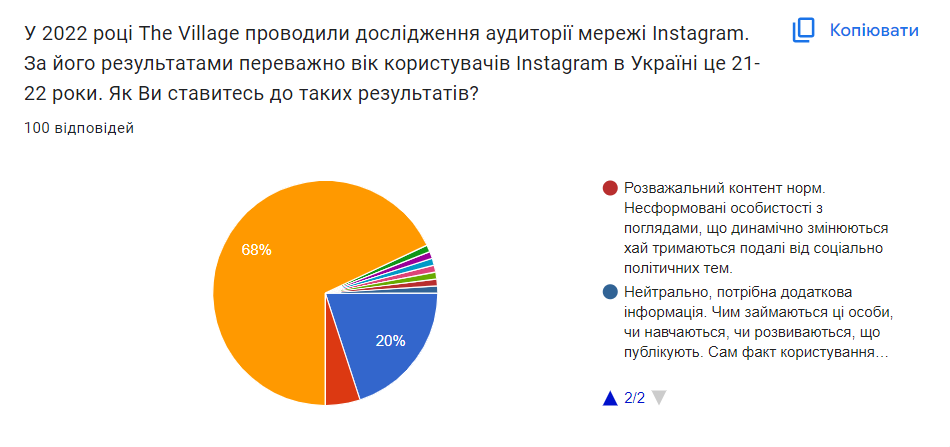 У 2022 році The Village проводили дослідження аудиторії мережі Instagram.
За його результатами переважно вік користувачів Instagram в Україні це 21-
22 роки. Як Ви ставитесь до таких результатів?
Копіювати
100 відповідей
68%
20%
Розважальний контент норм.
Несформовані особистості з
поглядами, що динамічно змінюються
хай тримаються подалі від соціально
політичних тем.
Нейтрально, потрібна додаткова
інформація. Чим займаються ці особи,
чи навчаються, чи розвиваються, що
публікують. Сам факт користування...
2/2